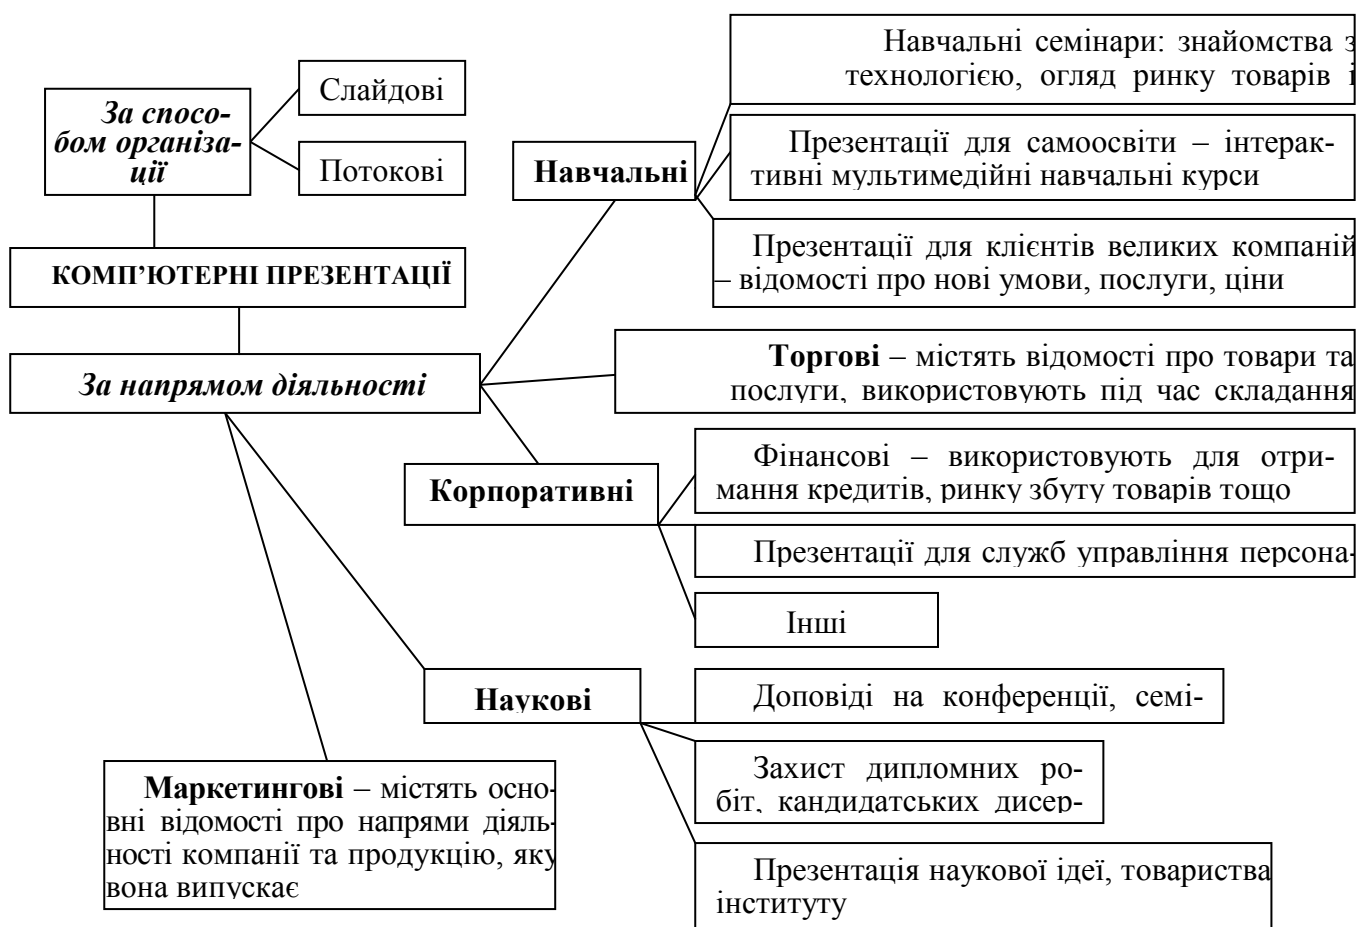 За спосо-
бом організа-
ції
Слайдові
Потокові
КОМП’ЮТЕРНІ ПРЕЗЕНТАЦІЇ
За напрямом діяльності
Навчальні
Навчальні семінари: знайомства з
технологією, огляд ринку товарів і
Презентації для самоосвіти – інтерак-
тивні мультимедійні навчальні курси
Презентації для клієнтів великих компаній
– відомості про нові умови, послуги, ціни
Торгові – містять відомості про товари та
послуги, використовують під час складання
Корпоративні
Фінансові – використовують для отри-
мання кредитів, ринку збуту товарів тощо
Презентації для служб управління персона-
Інші
Наукові
Доповіді на конференції, семі-
Захист дипломних ро-
біт, кандидатських дисер-
Презентація наукової ідеї, товариства
інституту
Маркетингові – містять осно-
вні відомості про напрями діяль-
ності компанії та продукцію, яку
вона випускає